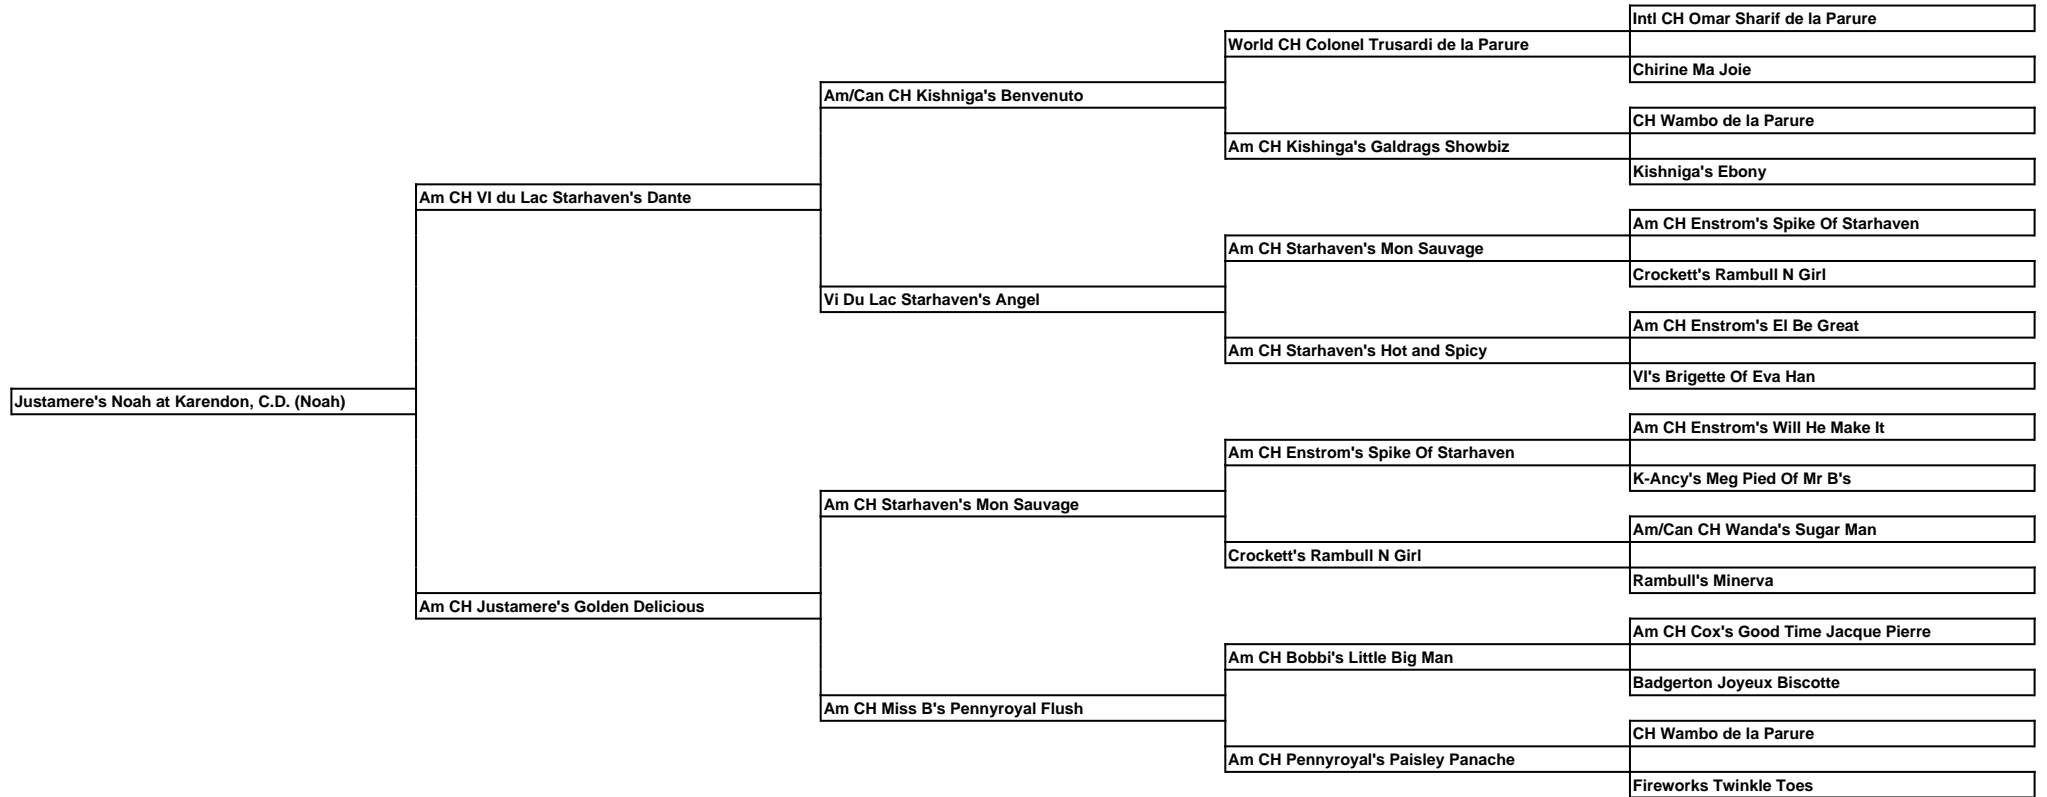 Intl CH Omar Sharif de la Parure
World CH Colonel Trusardi de la Parure
Chirine Ma Joie
Am/Can CH Kishniga's Benvenuto
CH Wambo de la Parure
Am CH Kishinga's Galdrags Showbiz
Kishniga's Ebony
Am CH VI du Lac Starhaven's Dante
Am CH Enstrom's Spike Of Starhaven
Am CH Starhaven's Mon Sauvage
Crockett's Rambull N Girl
Vi Du Lac Starhaven's Angel
Am CH Enstrom's El Be Great
Am CH Starhaven's Hot and Spicy
VI's Brigette Of Eva Han
Justamere's Noah at Karendon, C.D. (Noah)
Am CH Enstrom's Will He Make It
Am CH Enstrom's Spike Of Starhaven
K-Ancy's Meg Pied Of Mr B's
Am CH Starhaven's Mon Sauvage
Am/Can CH Wanda's Sugar Man
Crockett's Rambull N Girl
Rambull's Minerva
Am CH Justamere's Golden Delicious
Am CH Cox's Good Time Jacque Pierre
Am CH Bobbi's Little Big Man
Badgerton Joyeux Biscotte
Am CH Miss B's Pennyroyal Flush
CH Wambo de la Parure
Am CH Pennyroyal's Paisley Panache
Fireworks Twinkle Toes